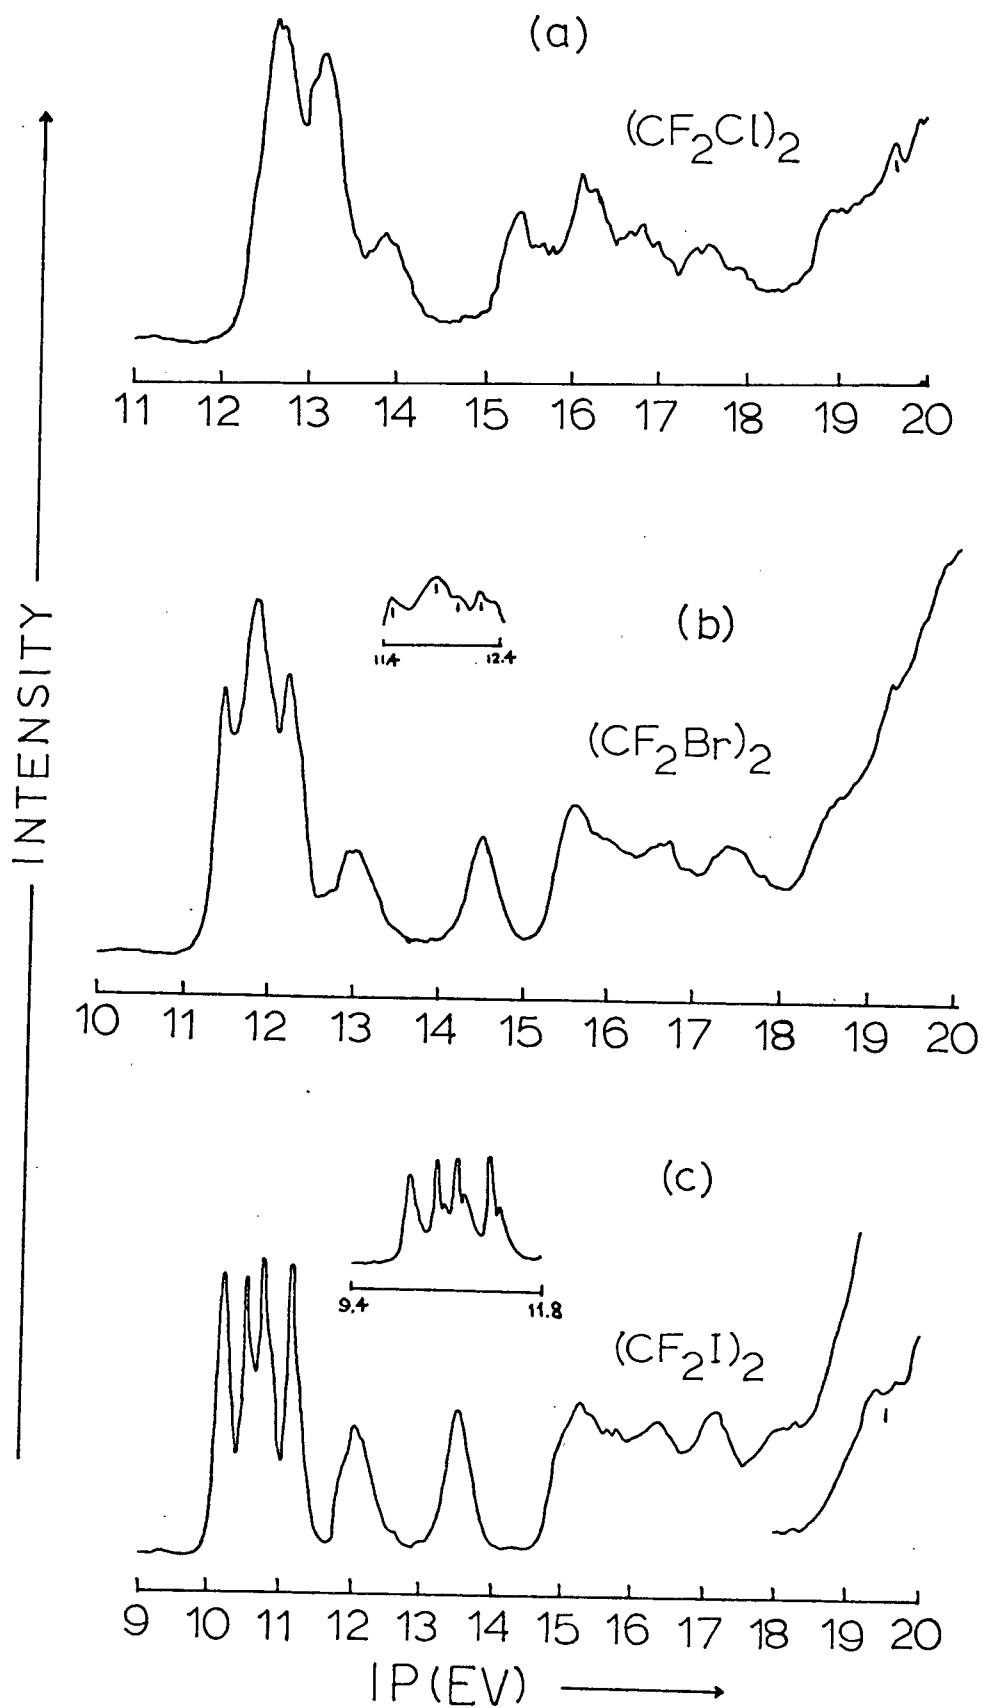 (a)
(CF₂Cl)₂
11 12 13 14 15 16 17 18 19 20
INTENSITY
(b)
11.4 12.4
(CF₂Br)₂
10 11 12 13 14 15 16 17 18 19 20
(c)
9.4 11.8
(CF₂I)₂
9 10 11 12 13 14 15 16 17 18 19 20
IP(EV)